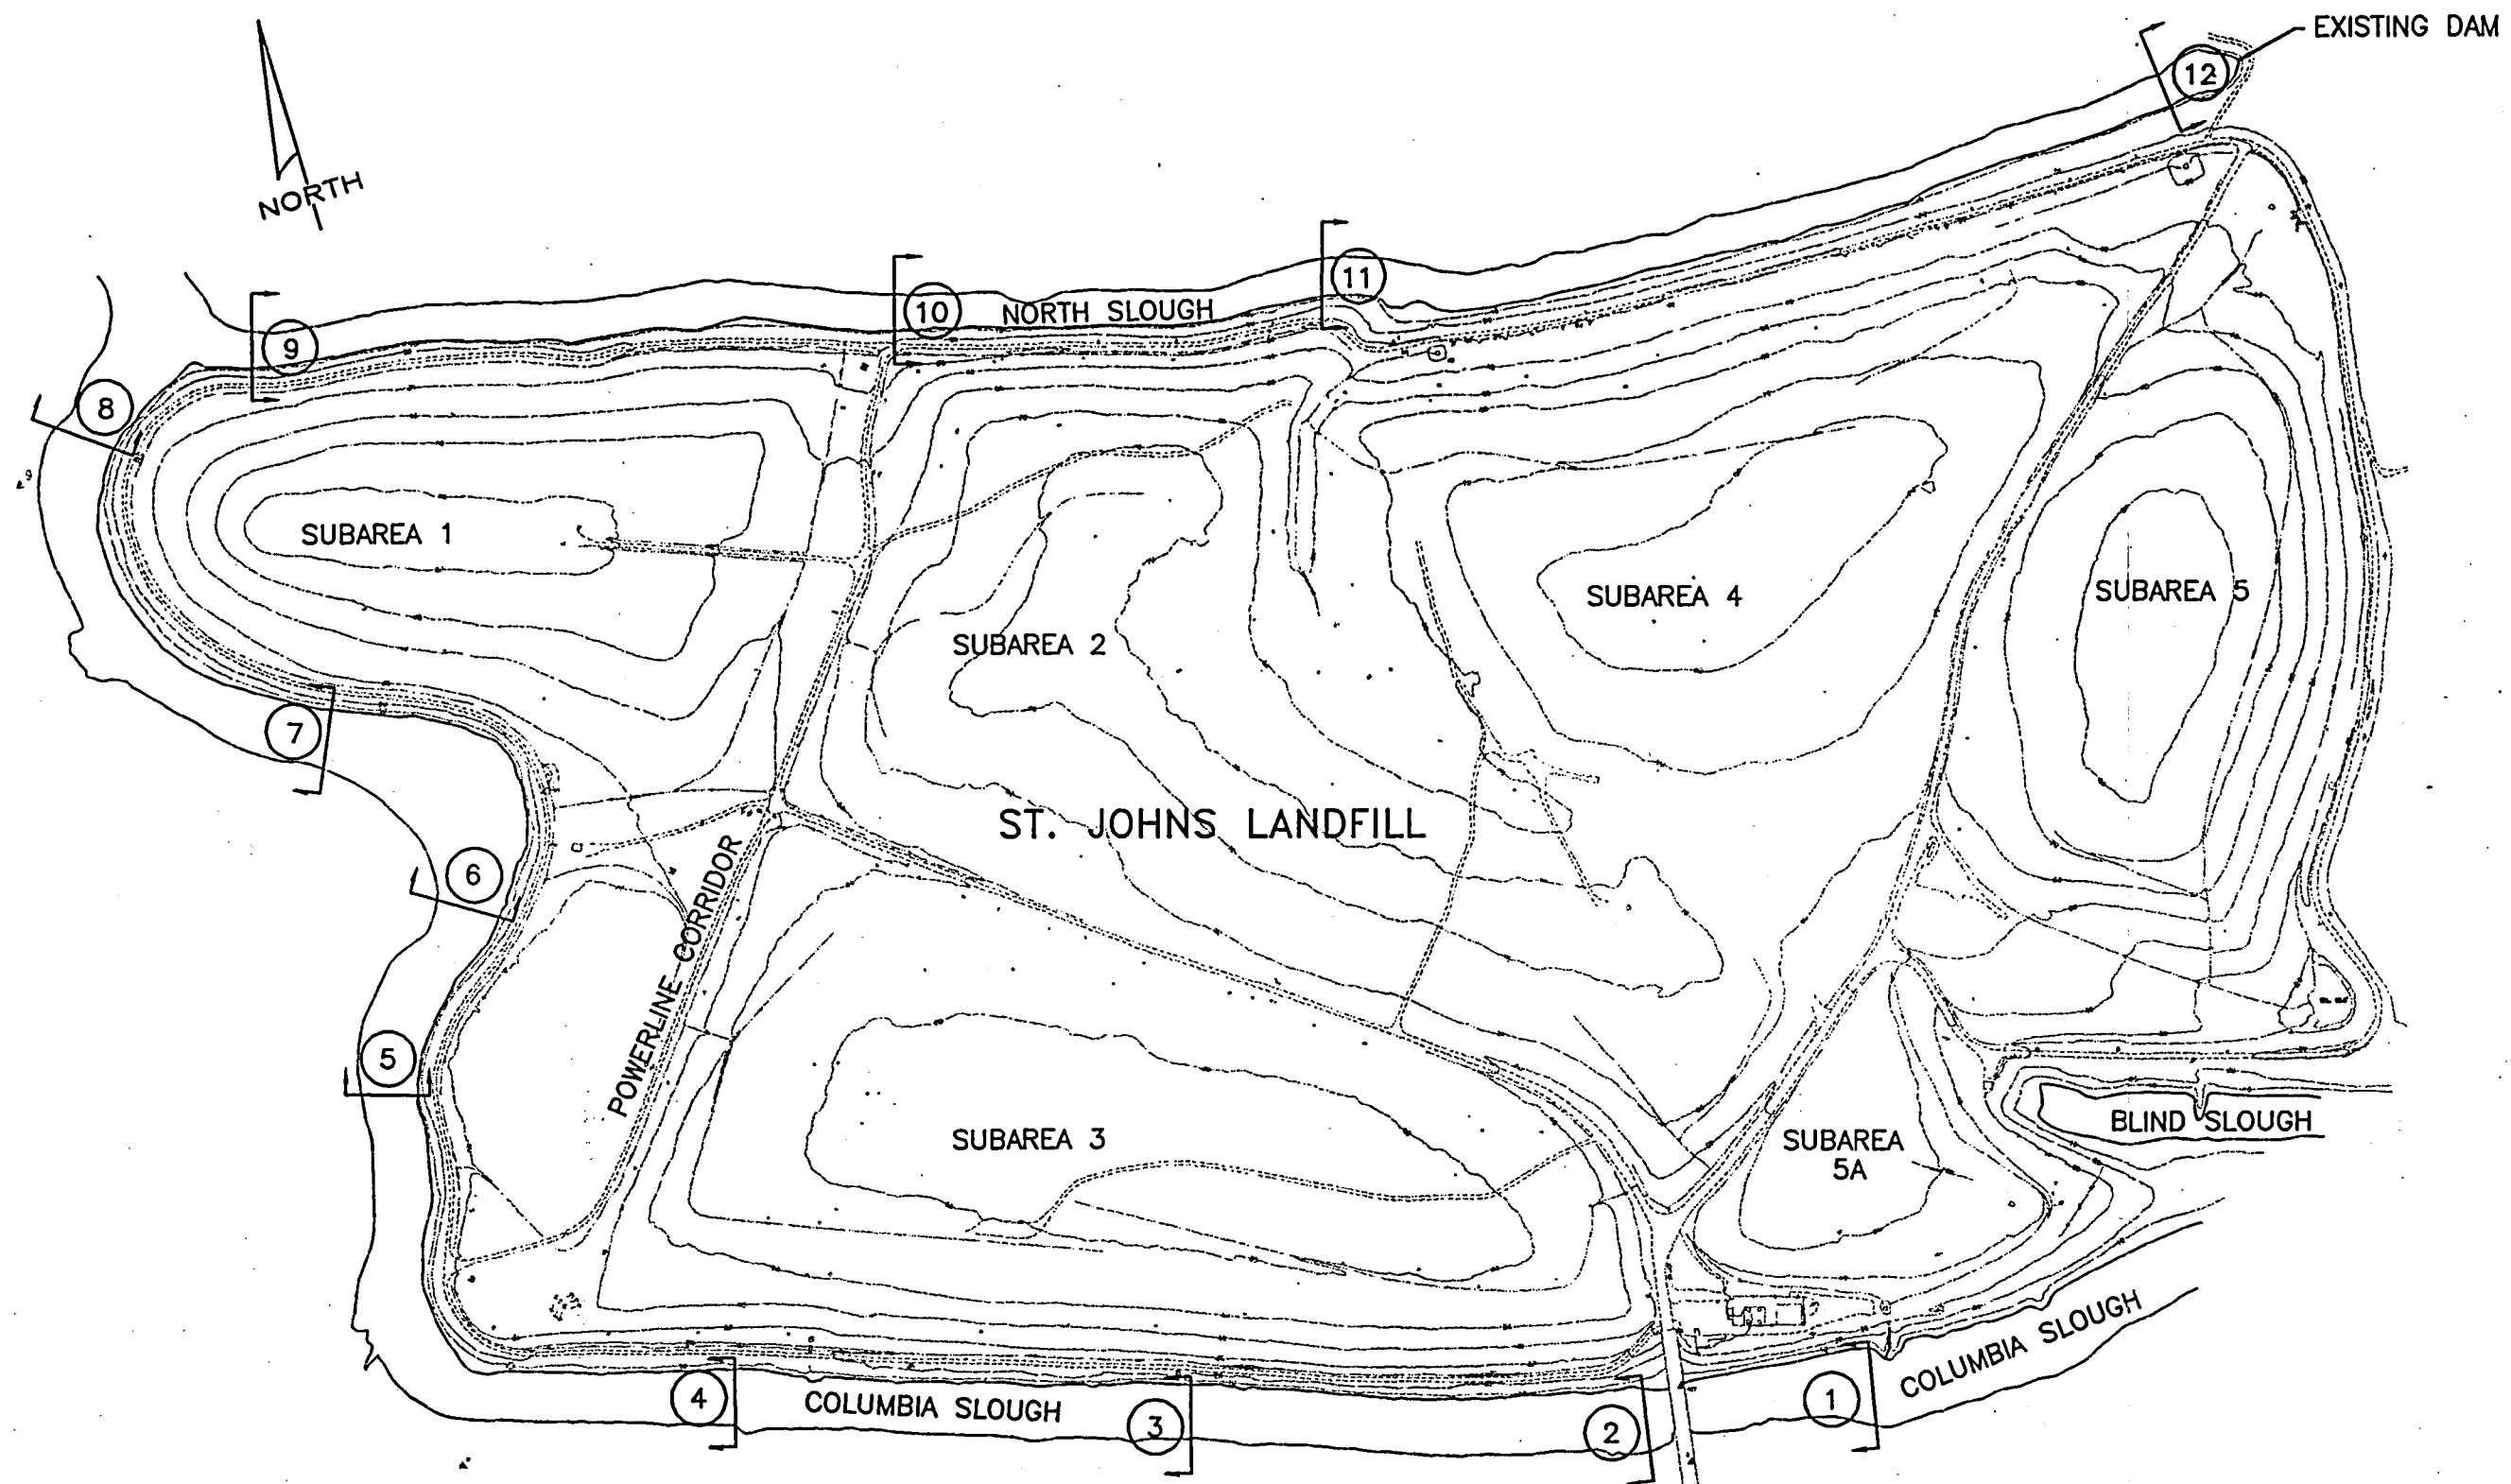 EXISTING DAM
12
NORTH
11
10
NORTH SLOUGH
9
8
SUBAREA 1
SUBAREA 4
SUBAREA 5
SUBAREA 2
7
ST. JOHNS LANDFILL
6
POWERLINE CORRIDOR
5
BLIND SLOUGH
SUBAREA 3
SUBAREA
5A
COLUMBIA SLOUGH
4
COLUMBIA SLOUGH
3
2
1